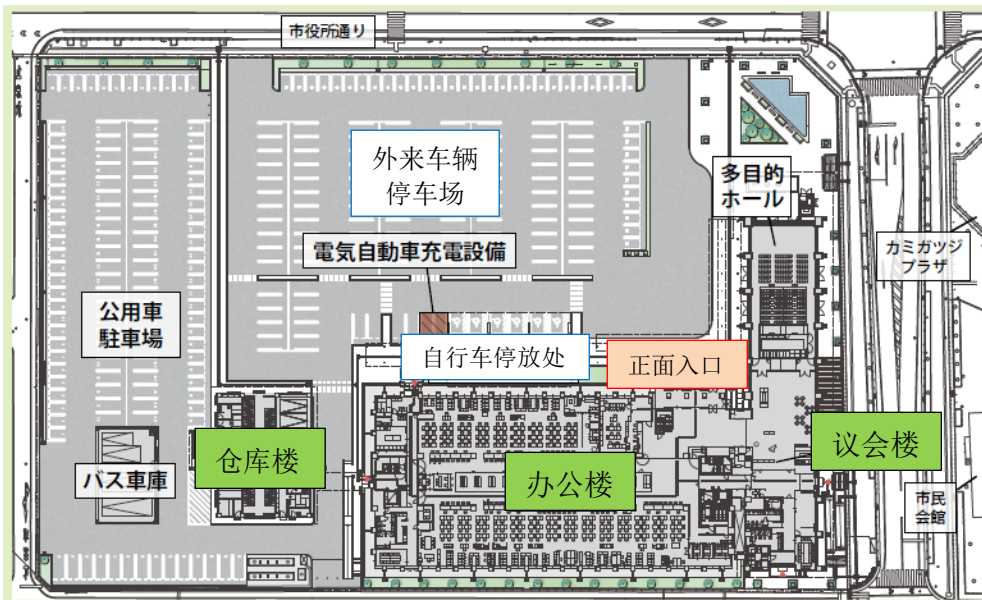 市役所通り
外来车辆
停车场
多目的
ホール
電気自動車充電設備
カミガツジ
プラザ
公用車
駐車場
自行车停放处
正面入口
仓库楼
办公楼
议会楼
バス車庫
市民
会館